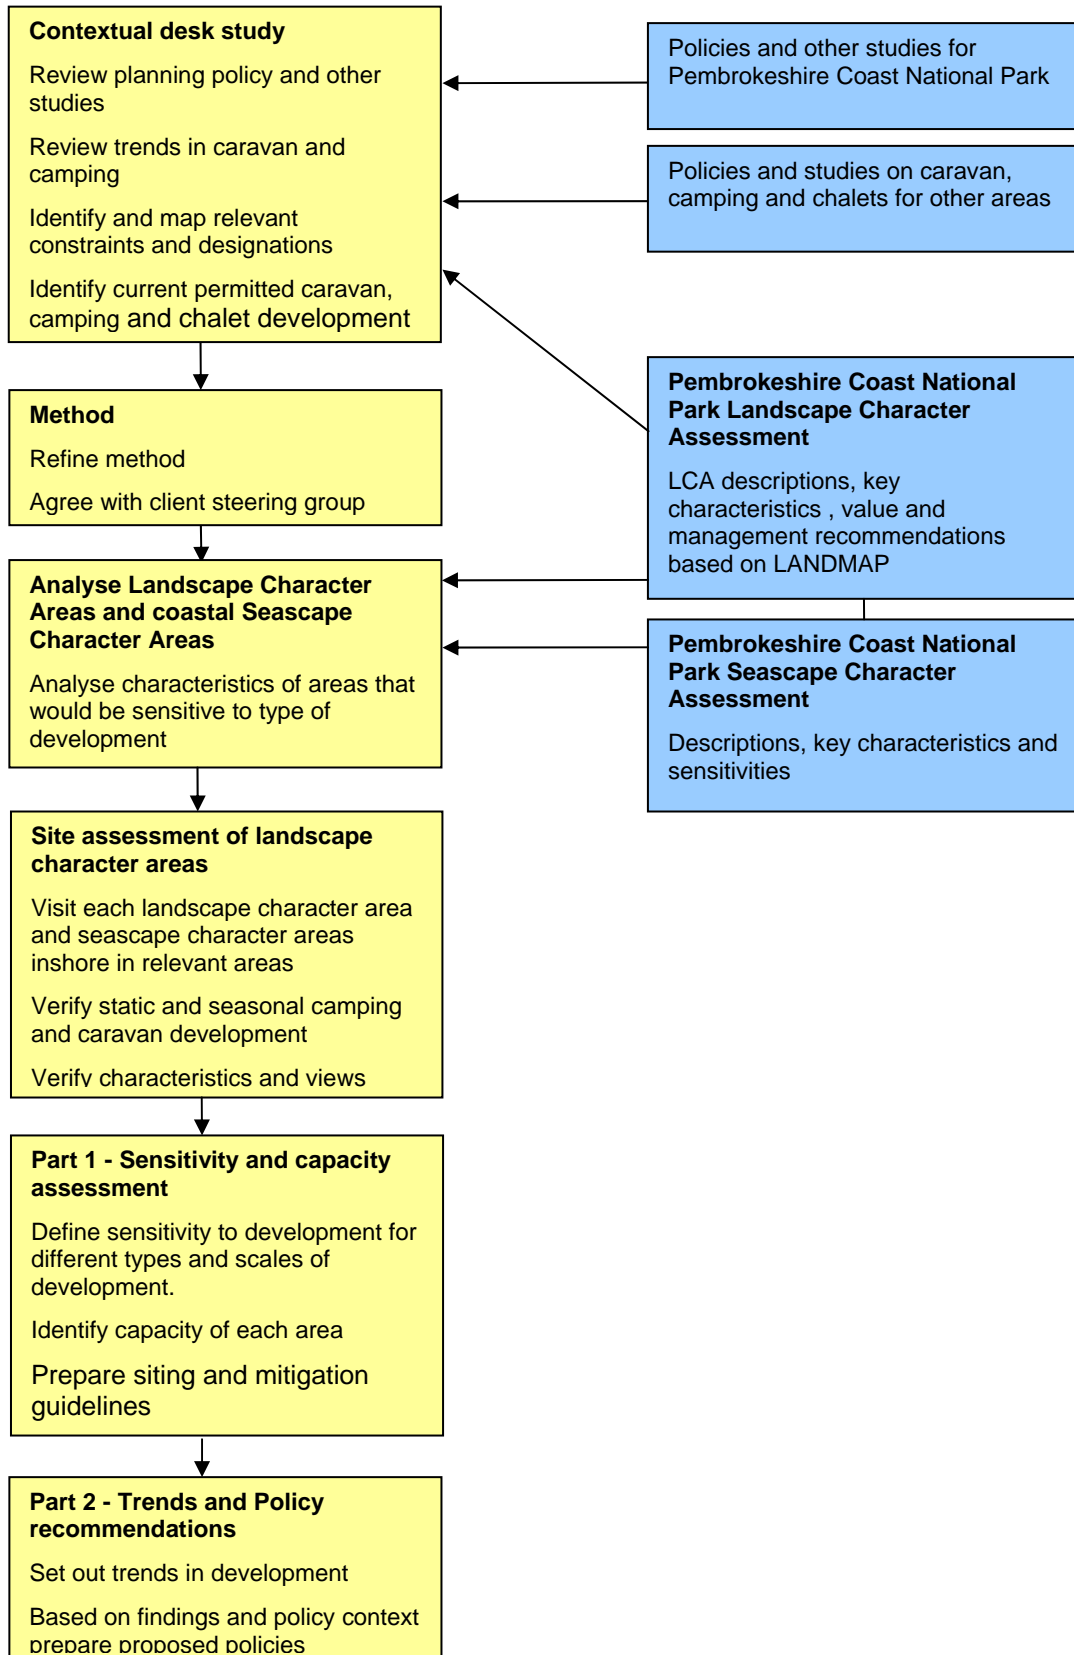 Contextual desk study
Review planning policy and other
studies
Review trends in caravan and
camping
Identify and map relevant
constraints and designations
Identify current permitted caravan,
camping and chalet development
Policies and other studies for
Pembrokeshire Coast National Park
Policies and studies on caravan,
camping and chalets for other areas
Method
Refine method
Agree with client steering group
Pembrokeshire Coast National
Park Landscape Character
Assessment
LCA descriptions, key
characteristics , value and
management recommendations
based on LANDMAP
Analyse Landscape Character
Areas and coastal Seascape
Character Areas
Analyse characteristics of areas that
would be sensitive to type of
development
Pembrokeshire Coast National
Park Seascape Character
Assessment
Descriptions, key characteristics and
sensitivities
Site assessment of landscape
character areas
Visit each landscape character area
and seascape character areas
inshore in relevant areas
Verify static and seasonal camping
and caravan development
Verify characteristics and views
Part 1 - Sensitivity and capacity
assessment
Define sensitivity to development for
different types and scales of
development.
Identify capacity of each area
Prepare siting and mitigation
guidelines
Part 2 - Trends and Policy
recommendations
Set out trends in development
Based on findings and policy context
prepare proposed policies